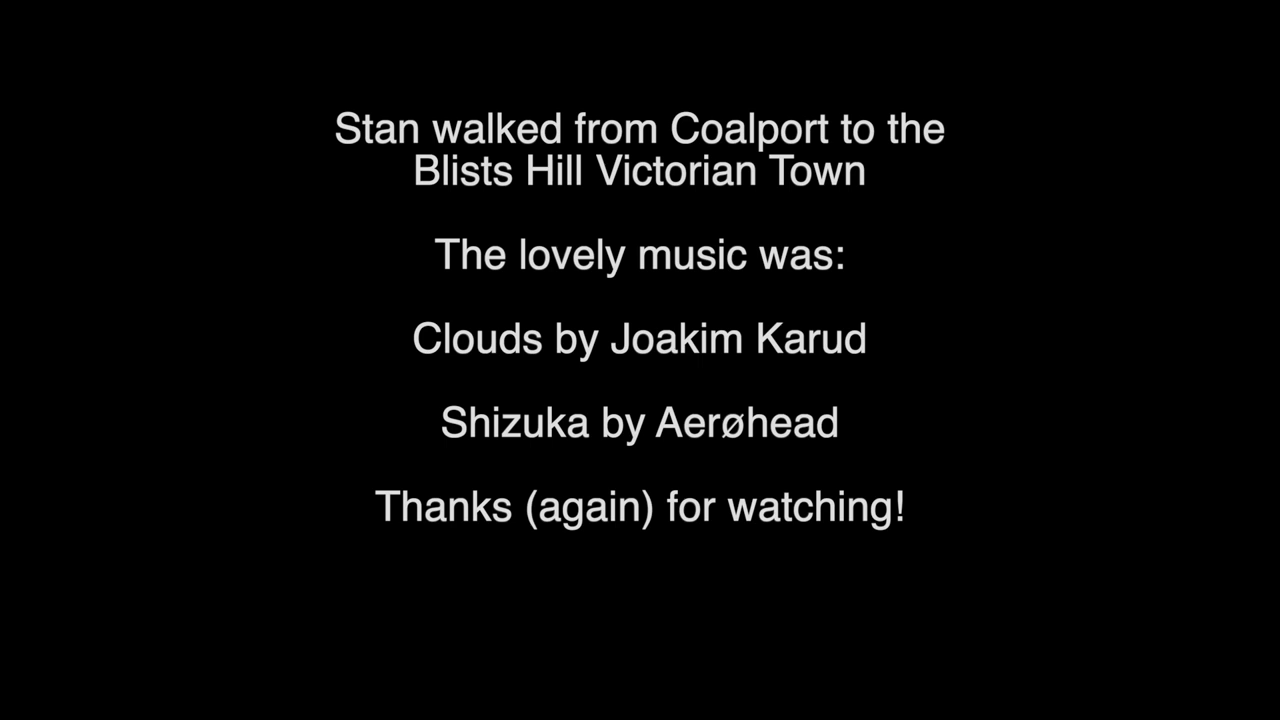 Stan walked from Coalport to the
Blists Hill Victorian Town
The lovely music was:
Clouds by Joakim Karud
Shizuka by Aerøhead
Thanks (again) for watching!